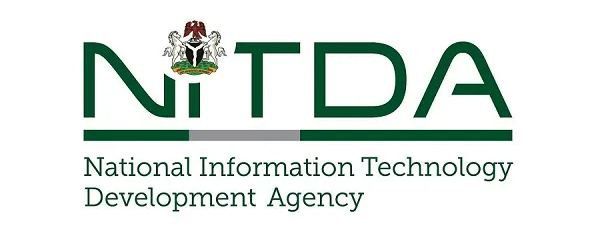 NiTDA
National Information Technology
Development Agency